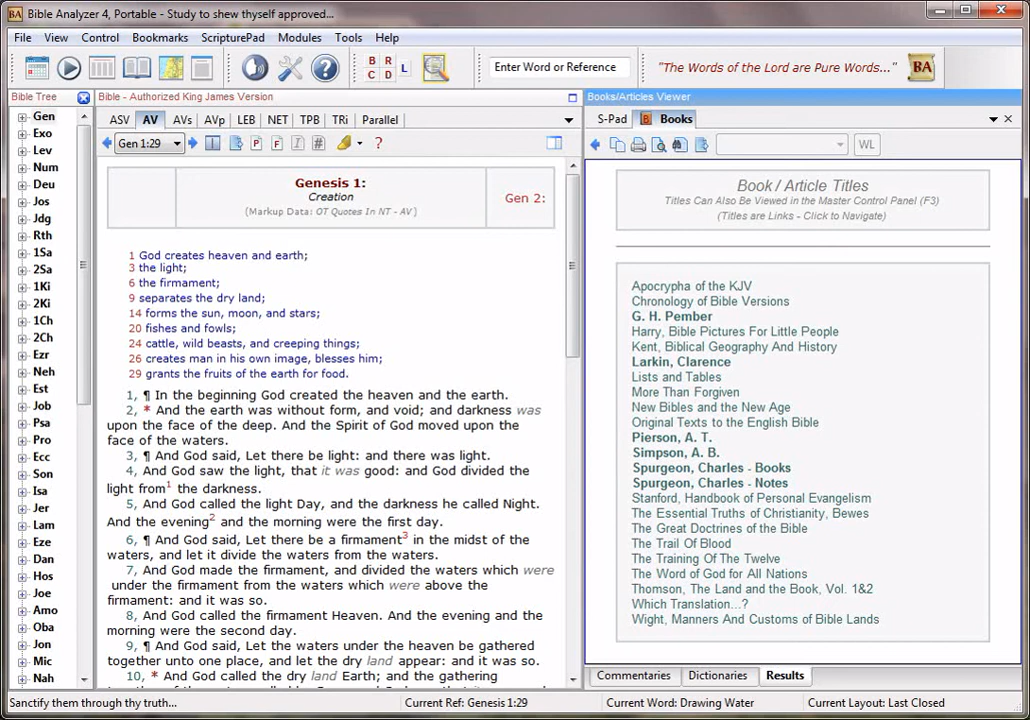 Bible Analyzer 4, Portable - Study to shew thyself approved...
File View Control Bookmarks ScripturePad Modules Tools Help
B R C D L
Enter Word or Reference
"The Words of the Lord are Pure Words..."
BA
Bible Tree
Gen
Exo
Lev
Num
Deu
Jos
Jdg
Rth
1Sa
2Sa
1Ki
2Ki
1Ch
2Ch
Ezr
Neh
Est
Job
Psa
Pro
Ecc
Son
Isa
Jer
Lam
Eze
Dan
Hos
Joe
Amo
Oba
Jon
Mic
Nah
Bible - Authorized King James Version
ASV AV AVs AVp LEB NET TPB TRi Parallel
Gen 1:29
P F I # ?
Genesis 1:
Creation
(Markup Data: OT Quotes In NT - AV )
Gen 2:
1 God creates heaven and earth;
3 the light;
6 the firmament;
9 separates the dry land;
14 forms the sun, moon, and stars;
20 fishes and fowls;
24 cattle, wild beasts, and creeping things;
26 creates man in his own image, blesses him;
29 grants the fruits of the earth for food.
1, ¶ In the beginning God created the heaven and the earth.
2, * And the earth was without form, and void; and darkness was
upon the face of the deep. And the Spirit of God moved upon the
face of the waters.
3, ¶ And God said, Let there be light: and there was light.
4, And God saw the light, that it was good: and God divided the
light from1 the darkness.
5, And God called the light Day, and the darkness he called Night.
And the evening2 and the morning were the first day.
6, ¶ And God said, Let there be a firmament3 in the midst of the
waters, and let it divide the waters from the waters.
7, And God made the firmament, and divided the waters which were
under the firmament from the waters which were above the
firmament: and it was so.
8, And God called the firmament Heaven. And the evening and the
morning were the second day.
9, ¶ And God said, Let the waters under the heaven be gathered
together unto one place, and let the dry land appear: and it was so.
10, * And God called the dry land Earth; and the gathering
Books/Articles Viewer
S-Pad Books
WL
Book / Article Titles
Titles Can Also Be Viewed in the Master Control Panel (F3)
(Titles are Links - Click to Navigate)
Apocrypha of the KJV
Chronology of Bible Versions
G. H. Pember
Harry, Bible Pictures For Little People
Kent, Biblical Geography And History
Larkin, Clarence
Lists and Tables
More Than Forgiven
New Bibles and the New Age
Original Texts to the English Bible
Pierson, A. T.
Simpson, A. B.
Spurgeon, Charles - Books
Spurgeon, Charles - Notes
Stanford, Handbook of Personal Evangelism
The Essential Truths of Christianity, Bewes
The Great Doctrines of the Bible
The Trail Of Blood
The Training Of The Twelve
The Word of God for All Nations
Thomson, The Land and the Book, Vol. 1&2
Which Translation...?
Wight, Manners And Customs of Bible Lands
Commentaries Dictionaries Results
Sanctify them through thy truth... Current Ref: Genesis 1:29 Current Word: Drawing Water Current Layout: Last Closed